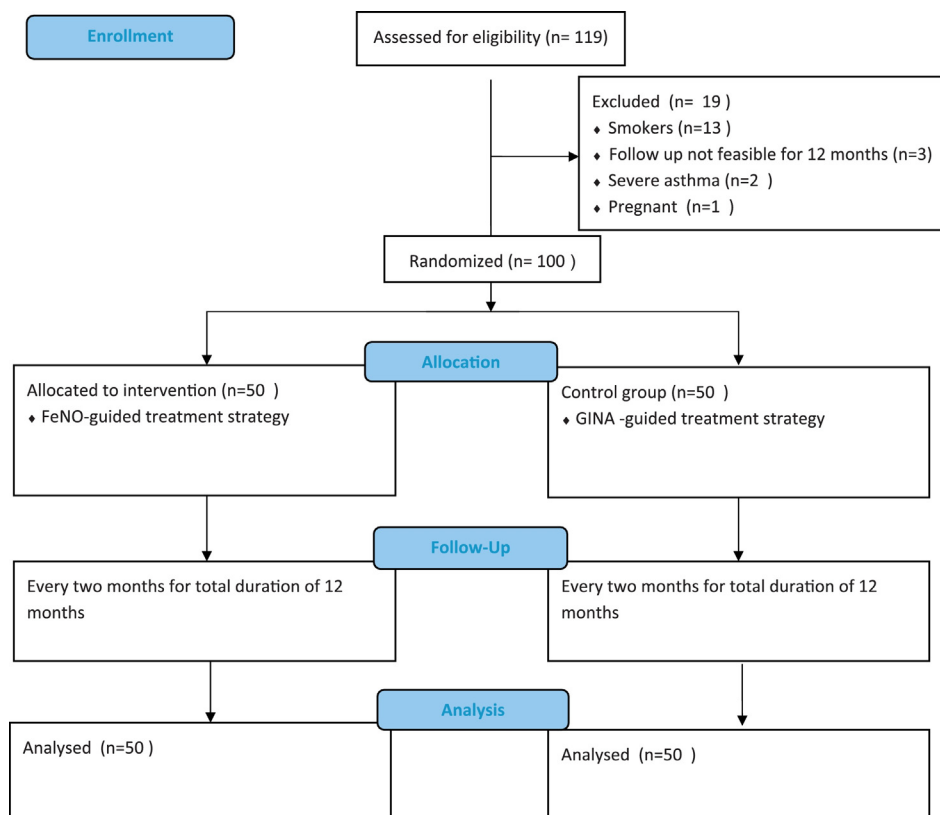 Enrollment
Assessed for eligibility (n= 119)
Excluded (n= 19 )
♦ Smokers (n=13)
♦ Follow up not feasible for 12 months (n=3)
♦ Severe asthma (n=2 )
♦ Pregnant (n=1 )
Randomized (n= 100 )
Allocation
Allocated to intervention (n=50 )
♦ FeNO-guided treatment strategy
Control group (n=50 )
♦ GINA -guided treatment strategy
Follow-Up
Every two months for total duration of 12
months
Every two months for total duration of 12
months
Analysis
Analysed (n=50 )
Analysed (n=50 )